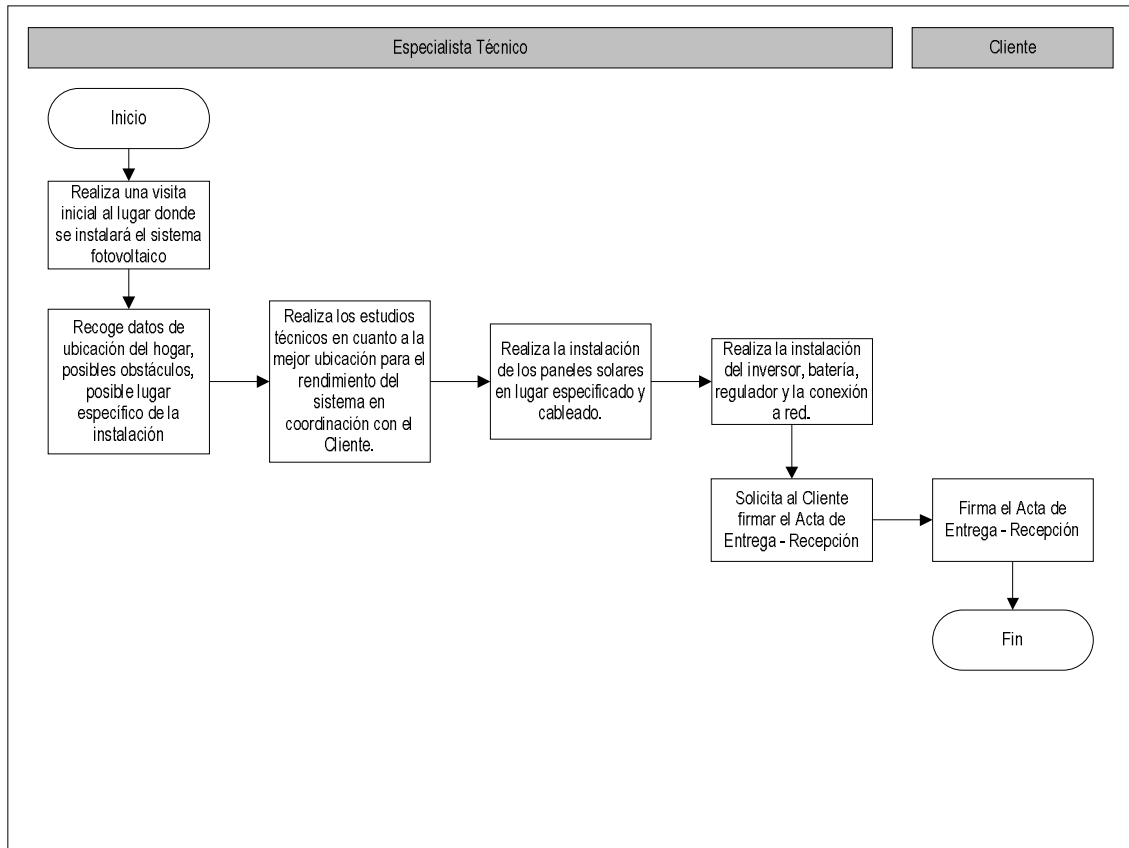 Especialista Técnico
Cliente
Inicio
Realiza una visita
inicial al lugar donde
se instalará el sistema
fotovoltaico
Recoge datos de
ubicación del hogar,
posibles obstáculos,
posible lugar
específico de la
instalación
Realiza los estudios
técnicos en cuanto a la
mejor ubicación para el
rendimiento del
sistema en
coordinación con el
Cliente.
Realiza la instalación
de los paneles solares
en lugar especificado y
cableado.
Realiza la instalación
del inversor, batería,
regulador y la conexión
a red.
Solicita al Cliente
firmar el Acta de
Entrega - Recepción
Firma el Acta de
Entrega - Recepción
Fin